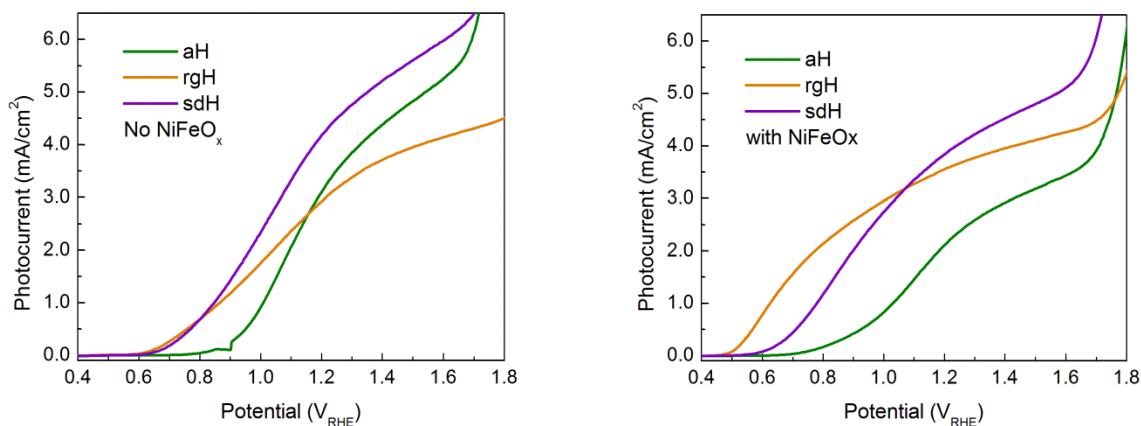 6.0
5.0
4.0
3.0
2.0
1.0
0.0
Photocurrent (mA/cm²)
aH
rgH
sdH
No NiFeOₓ
0.4 0.6 0.8 1.0 1.2 1.4 1.6 1.8
Potential (V_RHE)
6.0
5.0
4.0
3.0
2.0
1.0
0.0
Photocurrent (mA/cm²)
aH
rgH
sdH
with NiFeOx
0.4 0.6 0.8 1.0 1.2 1.4 1.6 1.8
Potential (V_RHE)